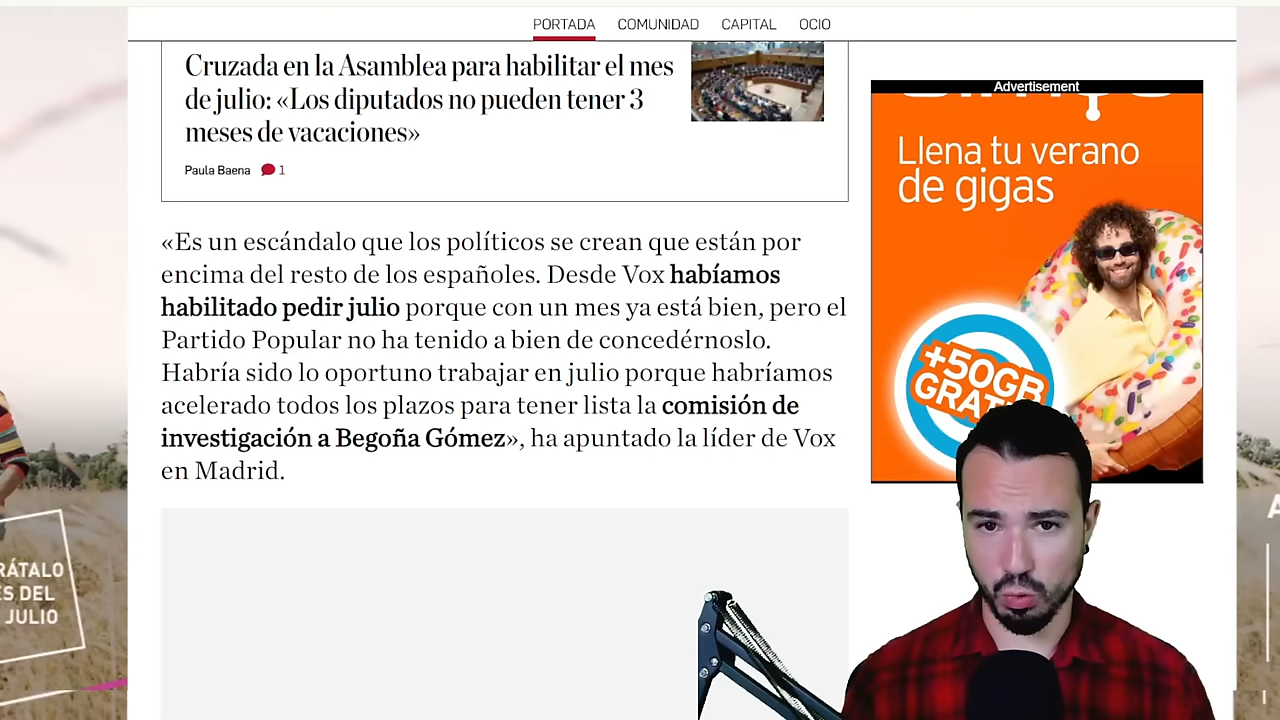 PORTADA COMUNIDAD CAPITAL OCIO
Cruzada en la Asamblea para habilitar el mes
de julio: «Los diputados no pueden tener 3
meses de vacaciones»
Paula Baena 1
«Es un escándalo que los políticos se crean que están por
encima del resto de los españoles. Desde Vox habíamos
habilitado pedir julio porque con un mes ya está bien, pero el
Partido Popular no ha tenido a bien de concedérnoslo.
Habría sido lo oportuno trabajar en julio porque habríamos
acelerado todos los plazos para tener lista la comisión de
investigación a Begoña Gómez», ha apuntado la líder de Vox
en Madrid.
Advertisement
Llena tu verano
de gigas
+50GB
RÁTALO
ES DEL
JULIO